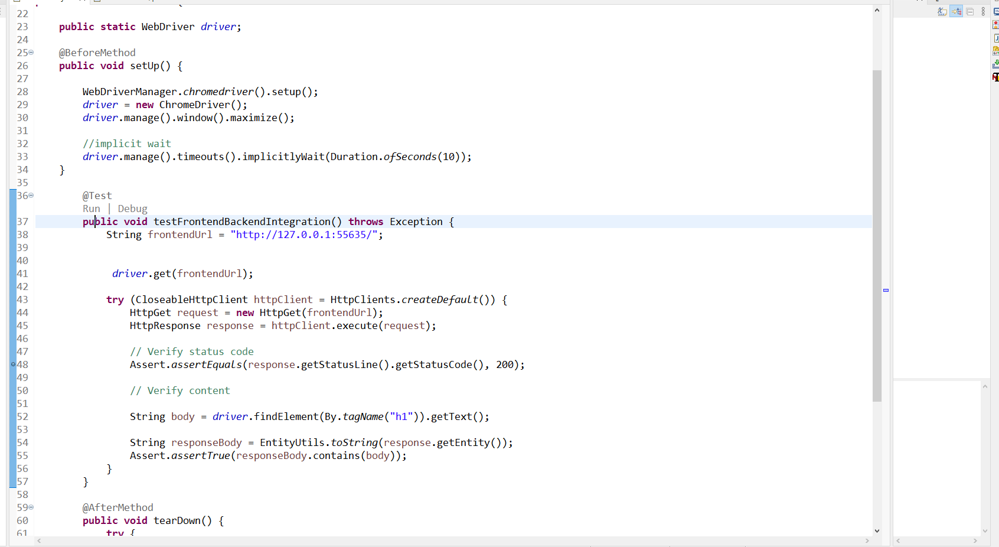 22
23 public static WebDriver driver;
24
25 @BeforeMethod
26 public void setUp() {
27
28 WebDriverManager.chromedriver().setup();
29 driver = new ChromeDriver();
30 driver.manage().window().maximize();
31
32 //implicit wait
33 driver.manage().timeouts().implicitlyWait(Duration.ofSeconds(10));
34 }
35
36 @Test
Run | Debug
37 public void testFrontendBackendIntegration() throws Exception {
38 String frontendUrl = "http://127.0.0.1:55635/";
39
40
41 driver.get(frontendUrl);
42
43 try (CloseableHttpClient httpClient = HttpClients.createDefault()) {
44 HttpGet request = new HttpGet(frontendUrl);
45 HttpResponse response = httpClient.execute(request);
46
47 // Verify status code
48 Assert.assertEquals(response.getStatusLine().getStatusCode(), 200);
49
50 // Verify content
51
52 String body = driver.findElement(By.tagName("h1")).getText();
53
54 String responseBody = EntityUtils.toString(response.getEntity());
55 Assert.assertTrue(responseBody.contains(body));
56 }
57 }
58
59 @AfterMethod
60 public void tearDown() {
61 try {